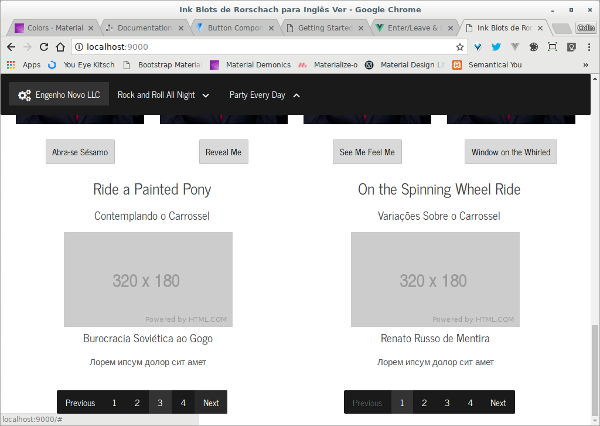 Ink Blots de Rorschach para Inglês Ver - Google Chrome
Colors - Material
Documentation
Button Compon
Getting Started
Enter/Leave &
Ink Blots de Ror
localhost:9000
Apps
You Eye Kitsch
Bootstrap Material
Material Demonics
Materialize-o
Material Design Li
Semantical You
»
Engenho Novo LLC
Rock and Roll All Night
Party Every Day
Abra-se Sésamo
Reveal Me
See Me Feel Me
Window on the Whirled
Ride a Painted Pony
On the Spinning Wheel Ride
Contemplando o Carrossel
Variações Sobre o Carrossel
320 x 180
Powered by HTML.COM
320 x 180
Powered by HTML.COM
Burocracia Soviética ao Gogo
Renato Russo de Mentira
Лорем ипсум долор сит амет
Лорем ипсум долор сит амет
Previous 1 2 3 4 Next
Previous 1 2 3 4 Next
localhost:9000/#